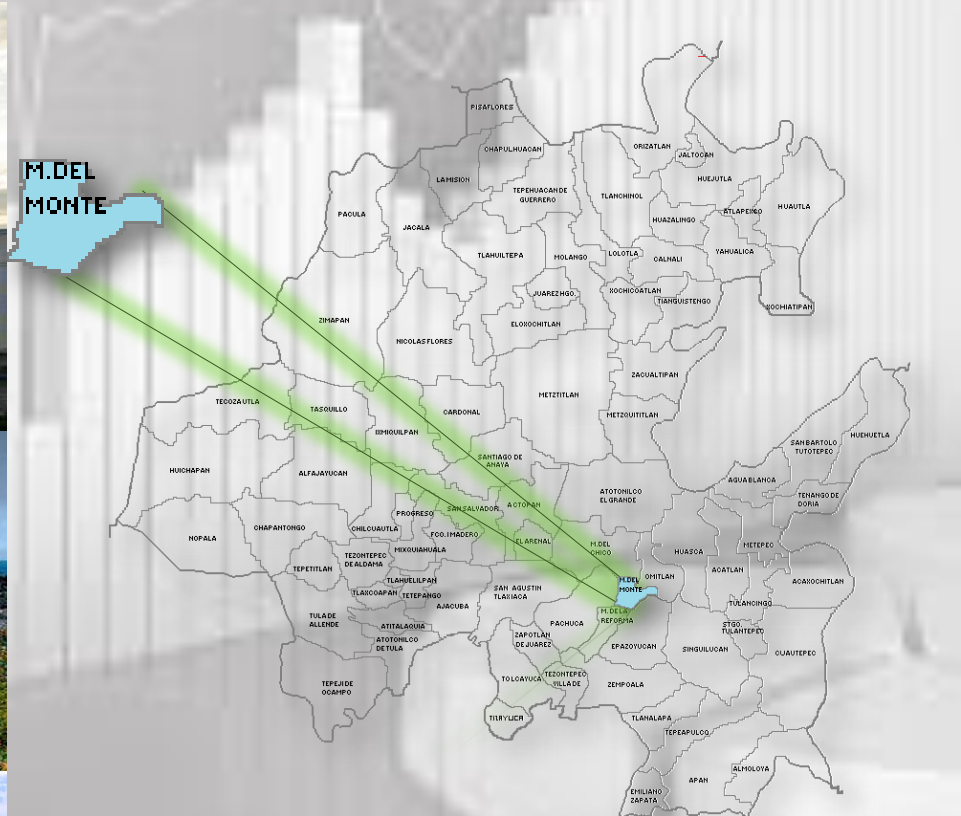 M.DEL
MONTE
PISAFLORES
CHAPULHUACAN
LAMISION
ORIZATLAN
JALTOCAN
HUEJUTLA
TEPEHUACAN DE
GUERRERO
TLANCHINOL
PACULA
JACALA
HUAZALINGO
ATLAPEXCO
HUAUTLA
TLAHUILTEPA
MOLANGO
LOLOTLA
CALNALI
YAHUALICA
JUAREZ HGO
XOCHICOATLAN
TIANGUISTENGO
XOCHIATIPAN
ZIMAPAN
NICOLAS FLORES
ELOXOCHITLAN
ZACUALTIPAN
METZTITLAN
TECOZAUTLA
TASQUILLO
CARDONAL
METZQUITITLAN
IXMIQUILPAN
HUEHUETLA
SAN BARTOLO
TUTOTEPEC
SANTIAGO DE
ANAYA
HUICHAPAN
ALFAJAYUCAN
AGUA BLANCA
ATOTONILCO
EL GRANDE
TENANGO DE
DORIA
PROGRESO
SAN SALVADOR
ACTOPAN
CHAPANTONGO
CHILCUAUTLA
NOPALA
FCO.I MADERO
EL ARENAL
M.DEL
CHICO
HUASCA
METEPEC
MIXQUIAHUALA
TEZONTEPEC
DE ALDAMA
TEPETITLAN
ACATLAN
ACAXOCHITLAN
TLAHUELILPAN
M.DEL
MONTE
OMITLAN
TLAXCOAPAN
TETEPANGO
SAN AGUSTIN
TLAXIACA
AJACUBA
TULANCINGO
TULA DE
ALLENDE
ATITALAQUIA
M. DE LA
REFORMA
PACHUCA
STGO.
TULANTEPEC
ATOTONILCO
DE TULA
ZAPOTLAN
DE JUAREZ
EPAZOYUCAN
SINGUILUCAN
CUAUTEPEC
TOLCAYUCA
TEZONTEPEC
VILLA DE
ZEMPOALA
TEPEJI DE
OCAMPO
TIZAYUCA
TLANALAPA
TEPEAPULCO
ALMOLOYA
APAN
EMILIANO
ZAPATA